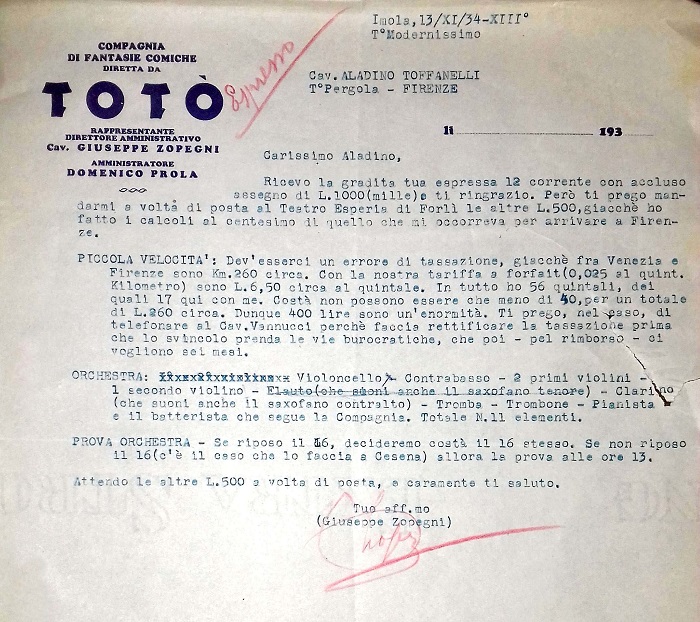 Imola,13/XI/34-XIII°
T°Modernissimo
COMPAGNIA
DI FANTASIE COMICHE
DIRETTA DA
TOTÒ
Espresso
RAPPRESENTANTE
DIRETTORE AMMINISTRATIVO
Cav. GIUSEPPE ZOPEGNI
AMMINISTRATORE
DOMENICO PROLA
Cav. ALADINO TOFFANELLI
T°Pergola - FIRENZE
li 193
Carissimo Aladino,
Ricevo la gradita tua espressa 12 corrente con accluso
assegno di L.1000(mille)e ti ringrazio. Però ti prego man-
darmi a volta di posta al Teatro Esperia di Forlì le altre L.500,giacchè ho
fatto i calcoli al centesimo di quello che mi occorreva per arrivare a Firen-
ze.
PICCOLA VELOCITA': Dev'esserci un errore di tassazione, giacchè fra Venezia e
Firenze sono Km.260 circa. Con la nostra tariffa a forfait(0,025 al quint.
Kilometro) sono L.6,50 circa al quintale. In tutto ho 56 quintali, dei
quali 17 qui con me. Costà non possono essere che meno di 40,per un totale
di L.260 circa. Dunque 400 lire sono un'enormità. Ti prego, nel caso, di
telefonare al Cav.Vannucci perchè faccia rettificare la tassazione prima
che lo svincolo prenda le vie burocratiche, che poi - pel rimborso - ci
vogliono sei mesi.
ORCHESTRA: Violoncello - Contrabasso - 2 primi violini -
1 secondo violino - Flauto(che suoni anche il saxofano tenore) - Clarino
(che suoni anche il saxofano contralto) - Tromba - Trombone - Pianista
e il batterista che segue la Compagnia. Totale N.11 elementi.
PROVA ORCHESTRA - Se riposo il 16, decideremo costà il 16 stesso. Se non riposo
il 16(c'è il caso che lo faccia a Cesena) allora la prova alle ore 13.
Attendo le altre L.500 a volta di posta, e caramente ti saluto.
Tuo aff.mo
(Giuseppe Zopegni)